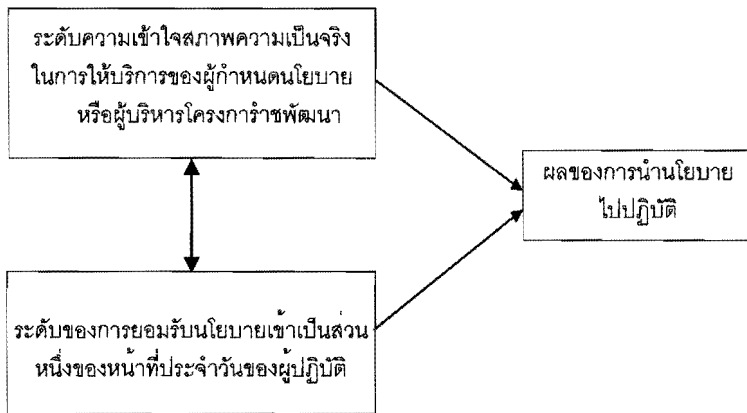 ระดับความเข้าใจสภาพความเป็นจริง
ในการให้บริการของผู้กำหนดนโยบาย
หรือผู้บริหารโครงการำชพัฒนา
ผลของการนำนโยบาย
ไปปฏิบัติ
ระดับของการยอมรับนโยบายเข้าเป็นส่วน
หนึ่งของหน้าที่ประจำวันของผู้ปฏิบัติ